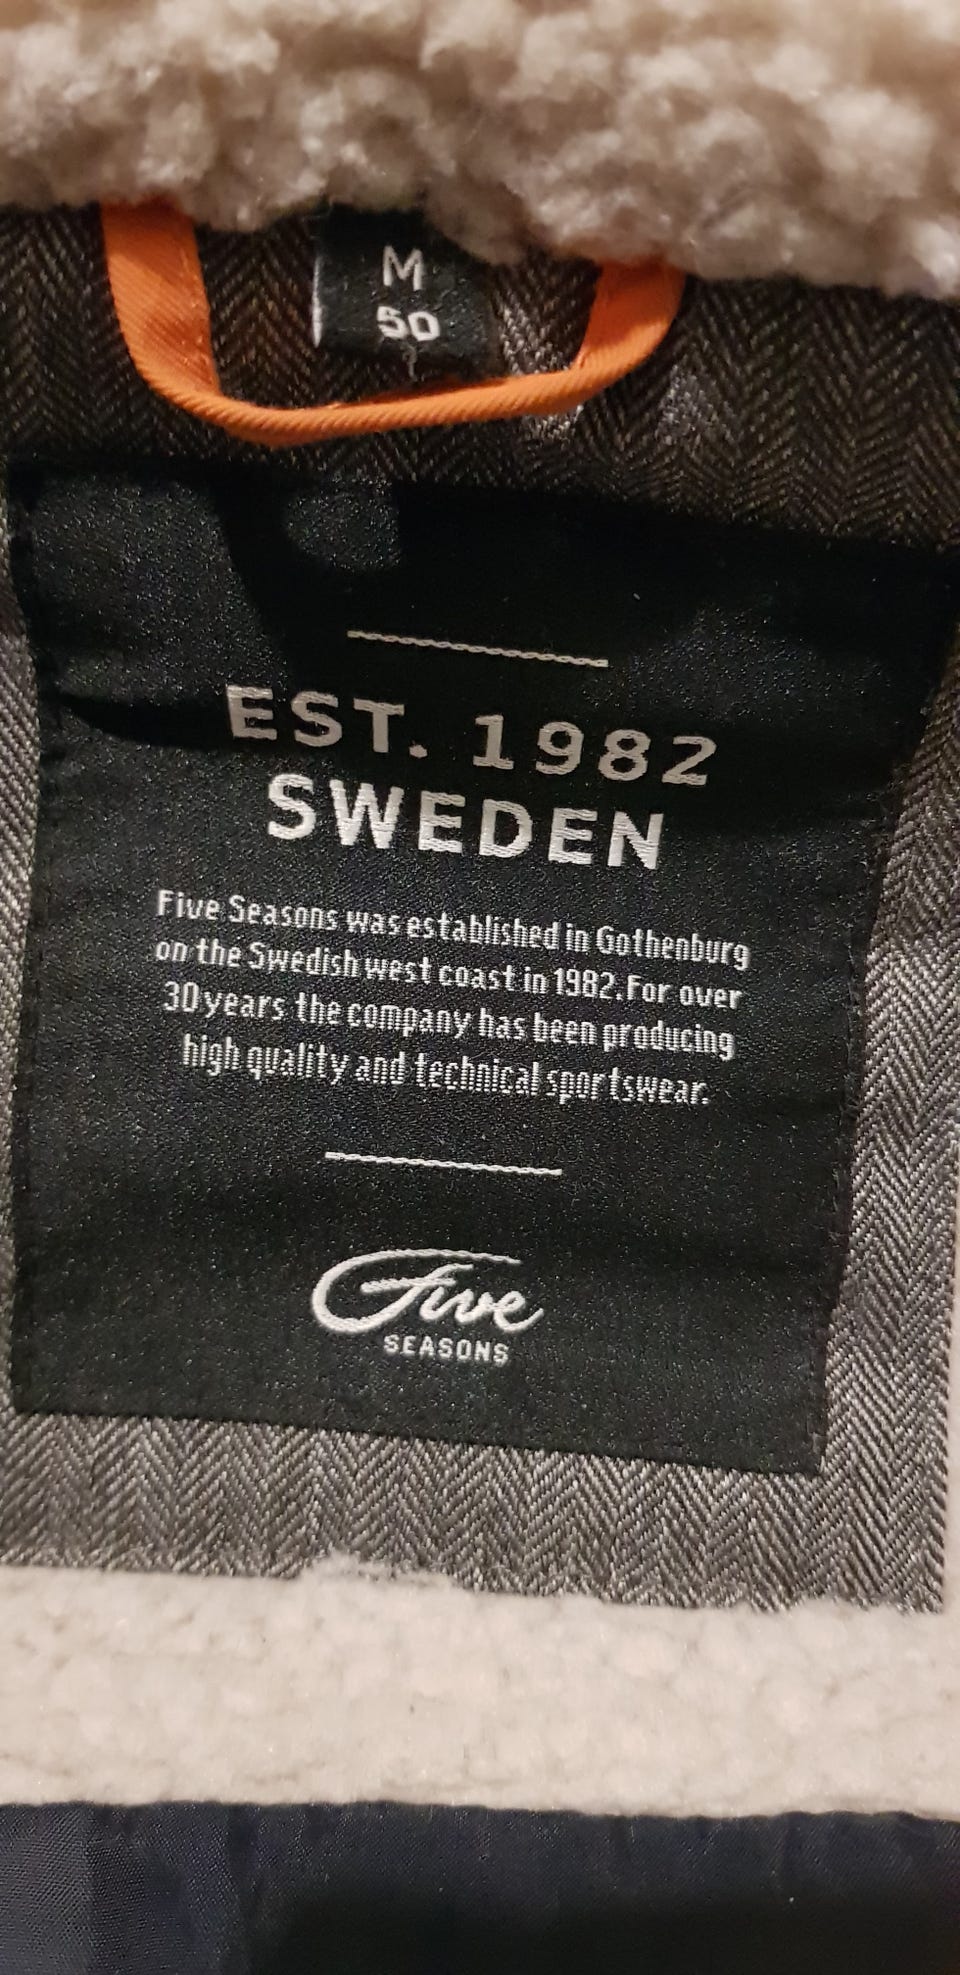 M
50
EST. 1982
SWEDEN
Five Seasons was established in Gothenburg
on the Swedish west coast in 1982. For over
30 years the company has been producing
high quality and technical sportswear.
Five
SEASONS